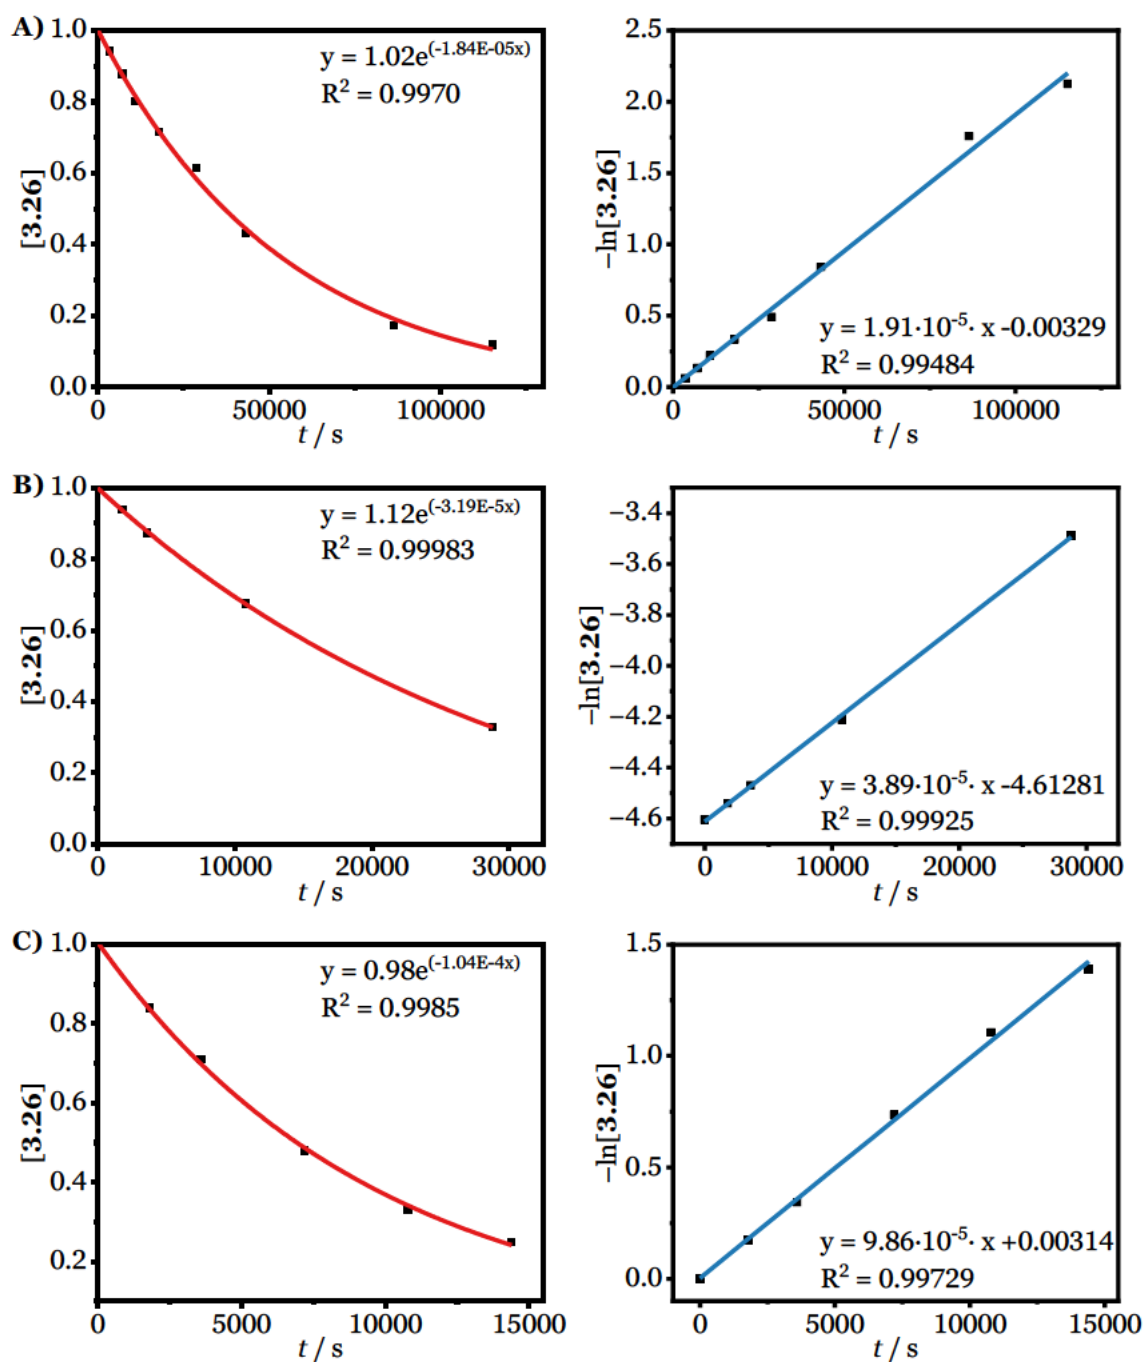 A)
y = 1.02e^(-1.84E-05x)
R² = 0.9970
[3.26]
1.0
0.8
0.6
0.4
0.2
0.0
0 50000 100000
t / s
y = 1.91·10⁻⁵· x -0.00329
R² = 0.99484
−ln[3.26]
2.5
2.0
1.5
1.0
0.5
0.0
0 50000 100000
t / s
B)
y = 1.12e^(-3.19E-5x)
R² = 0.99983
[3.26]
1.0
0.8
0.6
0.4
0.2
0.0
0 10000 20000 30000
t / s
y = 3.89·10⁻⁵· x -4.61281
R² = 0.99925
−ln[3.26]
−3.4
−3.6
−3.8
−4.0
−4.2
−4.4
−4.6
0 10000 20000 30000
t / s
C)
y = 0.98e^(-1.04E-4x)
R² = 0.9985
[3.26]
1.0
0.8
0.6
0.4
0.2
0 5000 10000 15000
t / s
y = 9.86·10⁻⁵· x +0.00314
R² = 0.99729
−ln[3.26]
1.5
1.0
0.5
0.0
0 5000 10000 15000
t / s